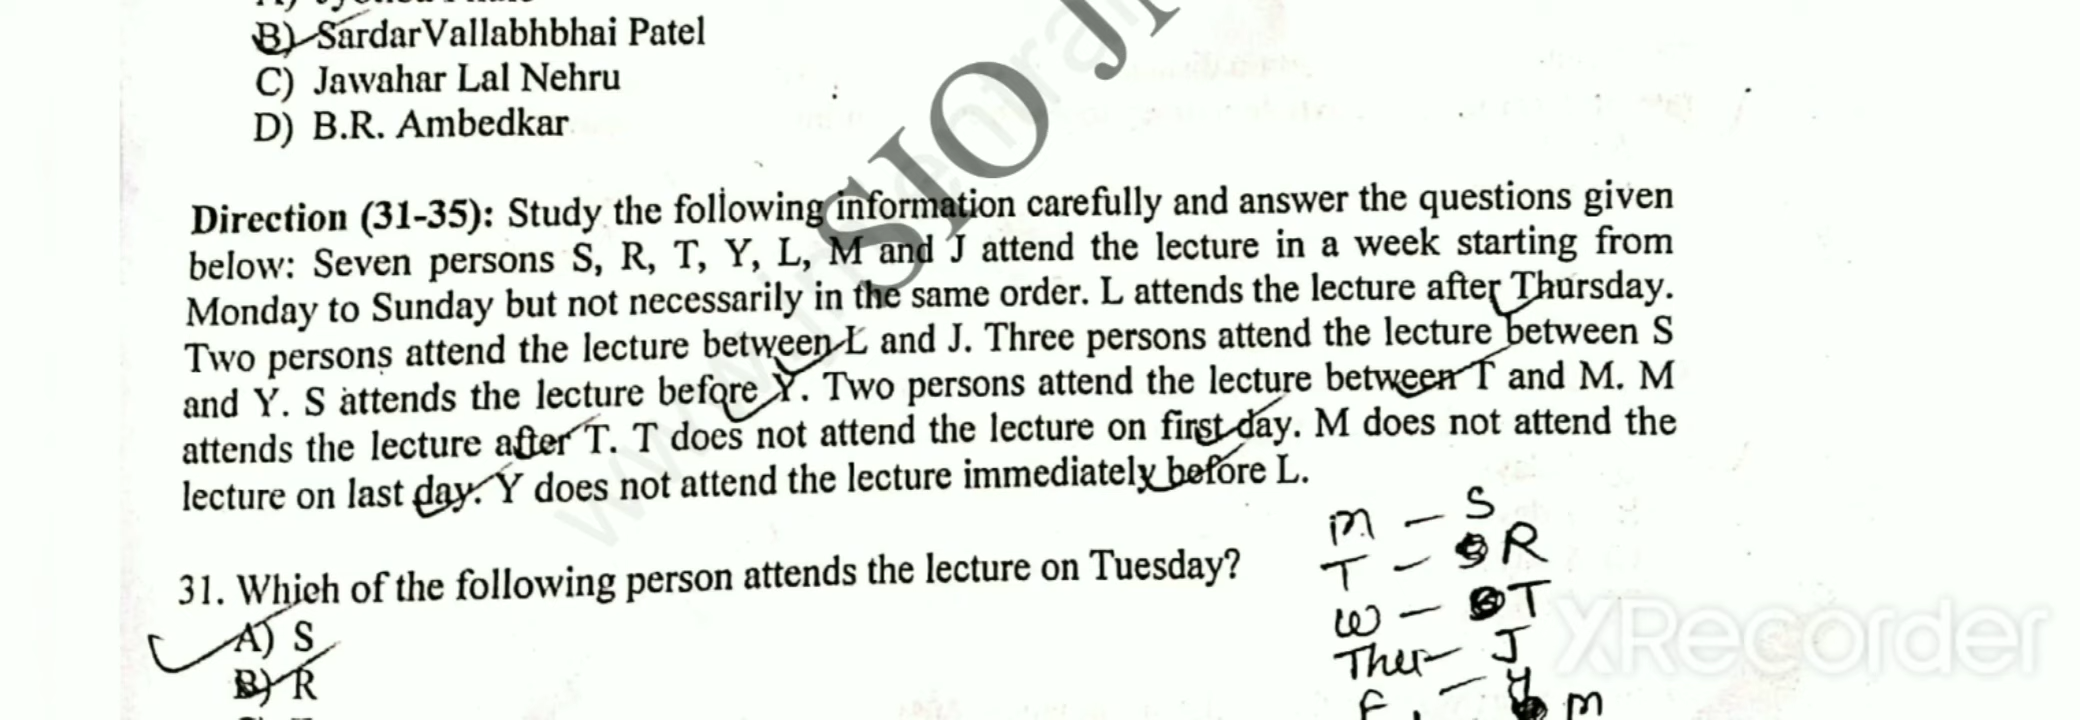 B) SardarVallabhbhai Patel
C) Jawahar Lal Nehru
D) B.R. Ambedkar
SIO
Direction (31-35): Study the following information carefully and answer the questions given
below: Seven persons S, R, T, Y, L, M and J attend the lecture in a week starting from
Monday to Sunday but not necessarily in the same order. L attends the lecture after Thursday.
Two persons attend the lecture between L and J. Three persons attend the lecture between S
and Y. S attends the lecture before Y. Two persons attend the lecture between T and M. M
attends the lecture after T. T does not attend the lecture on first day. M does not attend the
lecture on last day. Y does not attend the lecture immediately before L.
M - S
31. Which of the following person attends the lecture on Tuesday?
T - R
W - T
A) S
Ther - J
XRecorder
B) R
F - Y
m